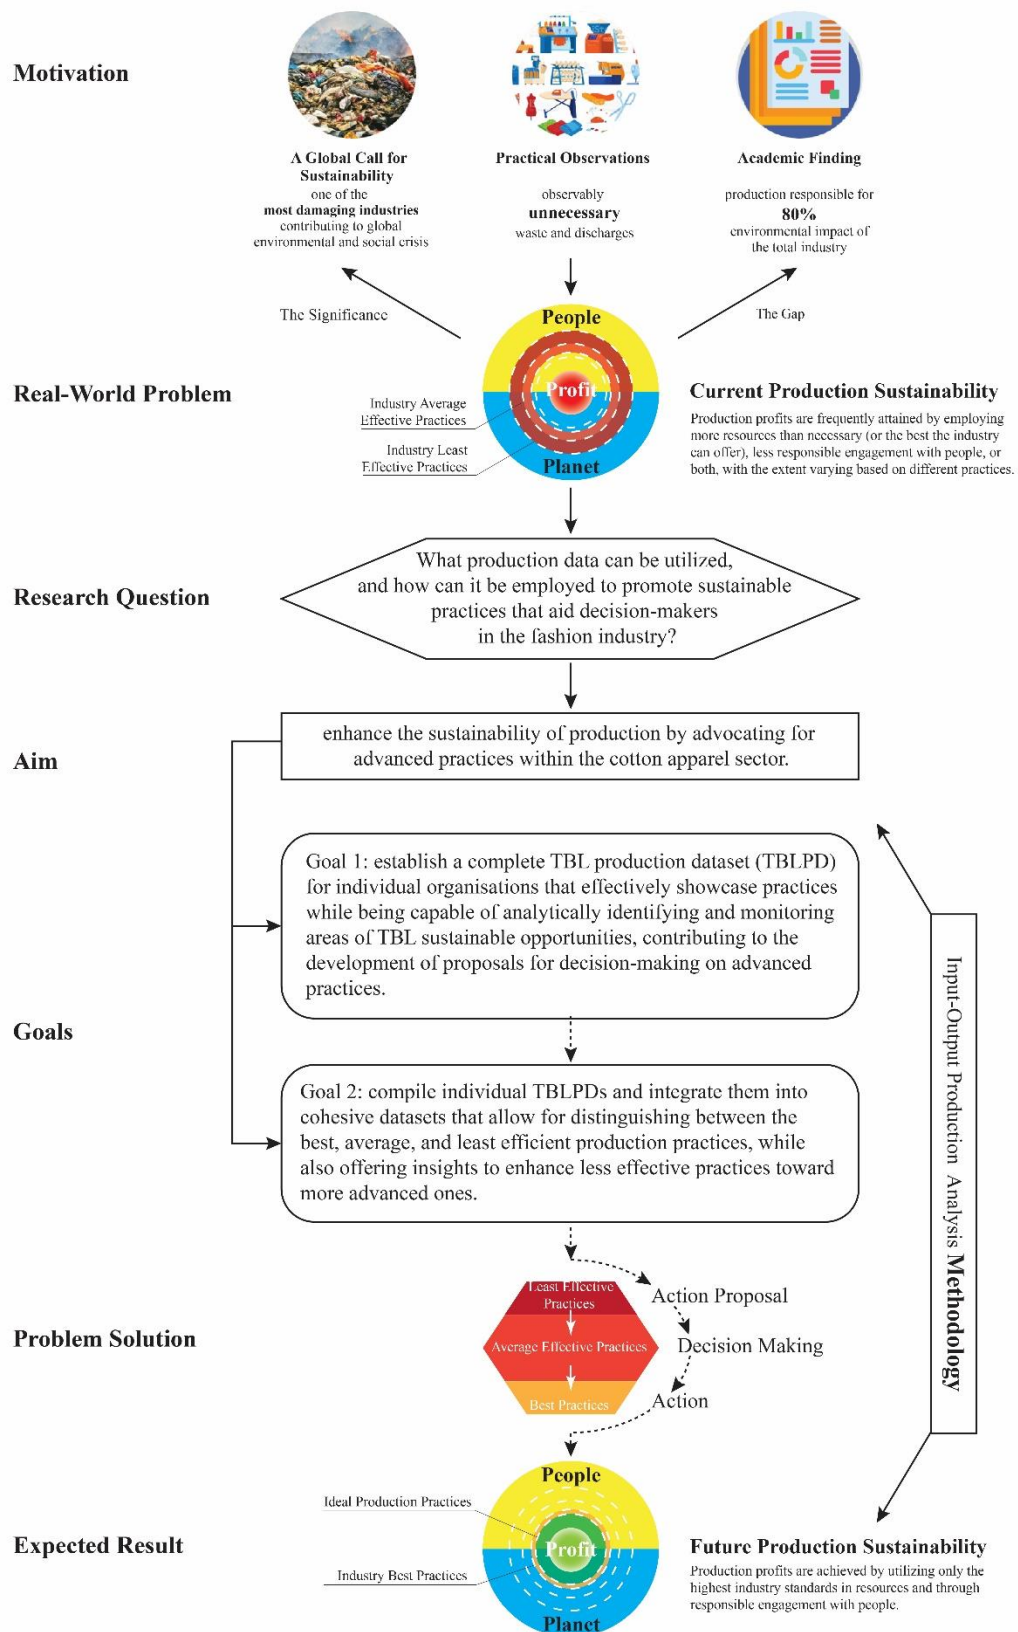 Motivation
A Global Call for
Sustainability
one of the
most damaging industries
contributing to global
environmental and social crisis
Practical Observations
observably
unnecessary
waste and discharges
Academic Finding
production responsible for
80%
environmental impact of
the total industry
The Significance
The Gap
Real-World Problem
People
Profit
Planet
Industry Average
Effective Practices
Industry Least
Effective Practices
Current Production Sustainability
Production profits are frequently attained by employing
more resources than necessary (or the best the industry
can offer), less responsible engagement with people, or
both, with the extent varying based on different practices.
Research Question
What production data can be utilized,
and how can it be employed to promote sustainable
practices that aid decision-makers
in the fashion industry?
Aim
enhance the sustainability of production by advocating for
advanced practices within the cotton apparel sector.
Goals
Goal 1: establish a complete TBL production dataset (TBLPD)
for individual organisations that effectively showcase practices
while being capable of analytically identifying and monitoring
areas of TBL sustainable opportunities, contributing to the
development of proposals for decision-making on advanced
practices.
Goal 2: compile individual TBLPDs and integrate them into
cohesive datasets that allow for distinguishing between the
best, average, and least efficient production practices, while
also offering insights to enhance less effective practices toward
more advanced ones.
Input-Output Production Analysis Methodology
Problem Solution
Least Effective
Practices
Average Effective Practices
Best Practices
Action Proposal
Decision Making
Action
Expected Result
People
Profit
Planet
Ideal Production Practices
Industry Best Practices
Future Production Sustainability
Production profits are achieved by utilizing only the
highest industry standards in resources and through
responsible engagement with people.